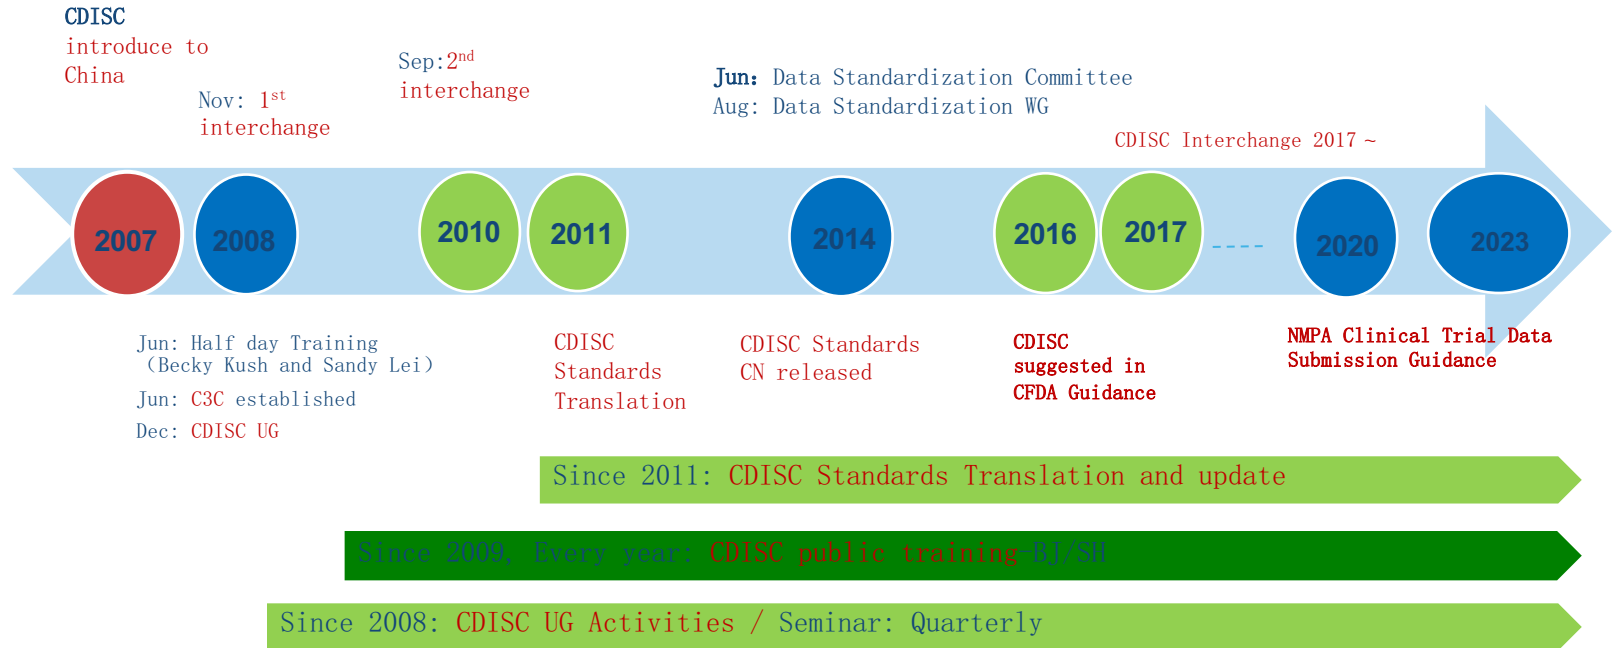 CDISC
introduce to
China
Nov: 1st
interchange
Sep:2nd
interchange
Jun: Data Standardization Committee
Aug: Data Standardization WG
CDISC Interchange 2017 ~
2007
2008
2010
2011
2014
2016
2017
2020
2023
Jun: Half day Training
(Becky Kush and Sandy Lei)
Jun: C3C established
Dec: CDISC UG
CDISC
Standards
Translation
CDISC Standards
CN released
CDISC
suggested in
CFDA Guidance
NMPA Clinical Trial Data
Submission Guidance
Since 2011: CDISC Standards Translation and update
Since 2009, Every year: CDISC public training-BJ/SH
Since 2008: CDISC UG Activities / Seminar: Quarterly